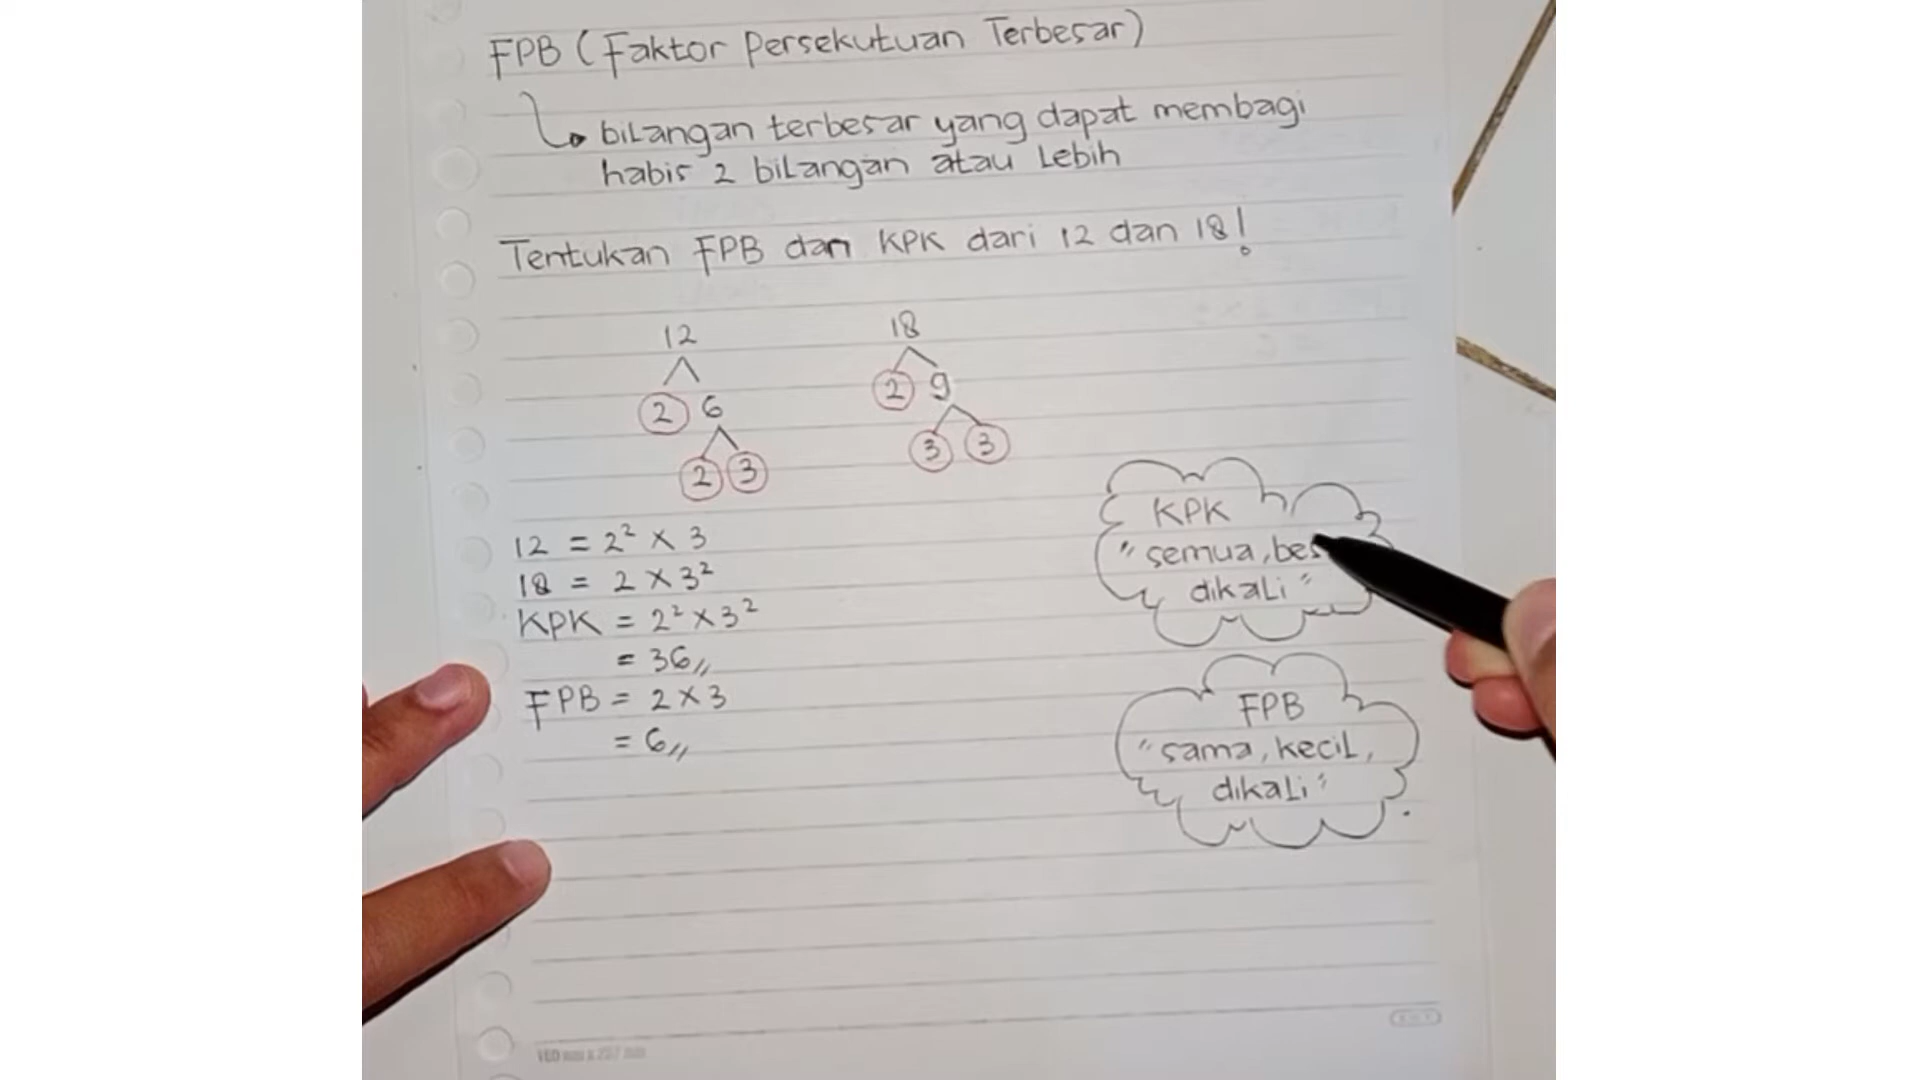 FPB (Faktor Persekutuan Terbesar)
bilangan terbesar yang dapat membagi
habis 2 bilangan atau lebih
Tentukan FPB dan KPK dari 12 dan 18!
12 18
2 6 2 9
2 3 3 3
12 = 2² × 3
18 = 2 × 3²
KPK = 2² × 3²
= 36,,
FPB = 2 × 3
= 6,,
KPK
"semua, bes
dikali"
FPB
"sama, kecil,
dikali"